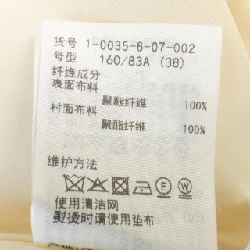 货号 1-0035-6-07-002
号型 160/83A (38)
纤维成分
表面布料
聚酯纤维 100%
衬面布料
聚酯纤维 100%
维护方法
使用清洁网
熨烫时请使用垫布